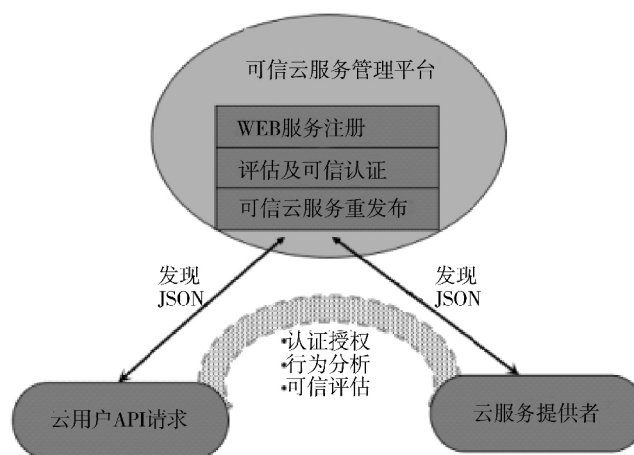 可信云服务管理平台
WEB服务注册
评估及可信认证
可信云服务重发布
发现
JSON
发现
JSON
•认证授权
•行为分析
•可信评估
云用户API请求
云服务提供者